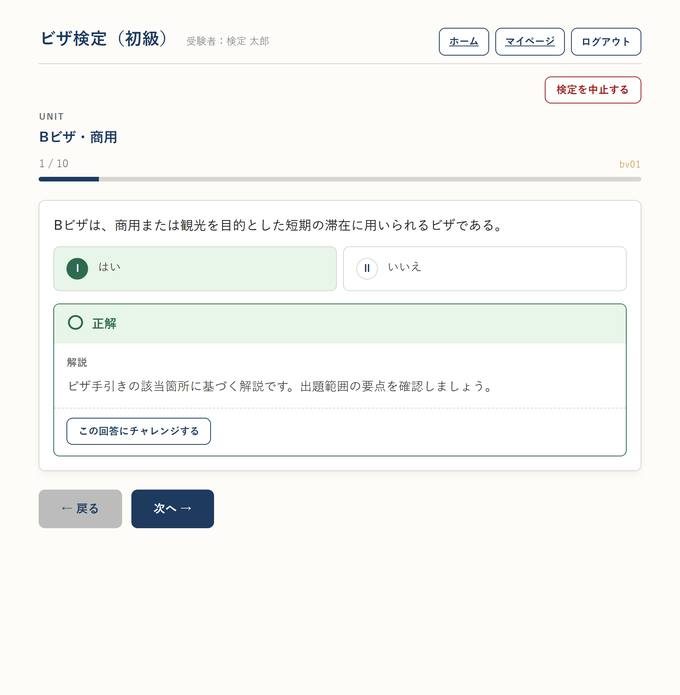 ビザ検定（初級） 受験者：検定 太郎 ホーム マイページ ログアウト
検定を中止する
UNIT
Bビザ・商用
1 / 10 bv01
Bビザは、商用または観光を目的とした短期の滞在に用いられるビザである。
I はい II いいえ
正解
解説
ビザ手引きの該当箇所に基づく解説です。出題範囲の要点を確認しましょう。
この回答にチャレンジする
← 戻る 次へ →